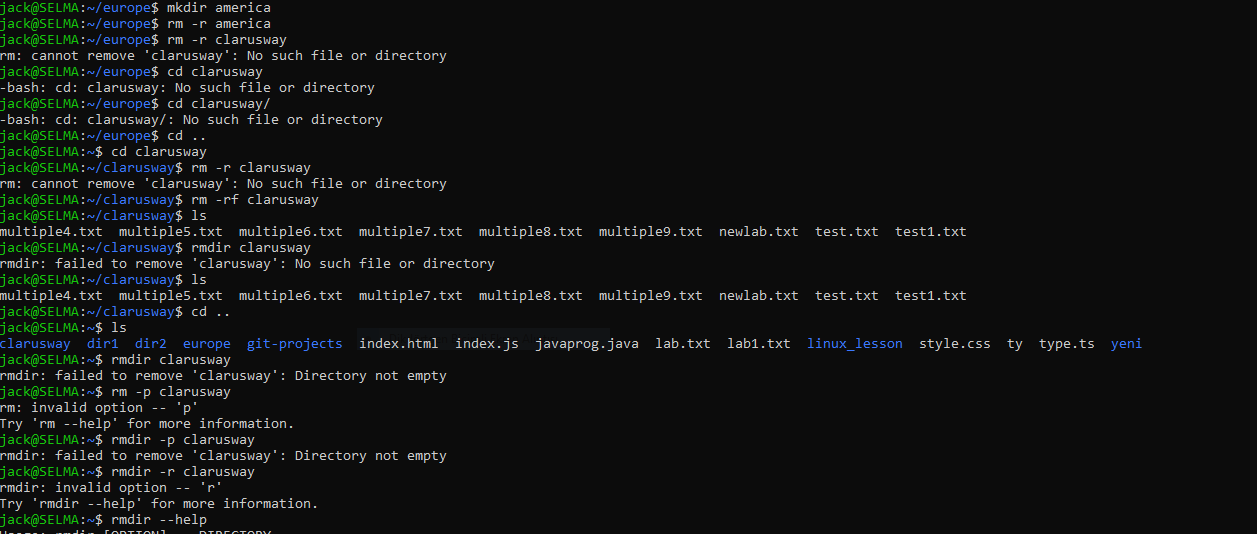 jack@SELMA:~/europe$ mkdir america
jack@SELMA:~/europe$ rm -r america
jack@SELMA:~/europe$ rm -r clarusway
rm: cannot remove 'clarusway': No such file or directory
jack@SELMA:~/europe$ cd clarusway
-bash: cd: clarusway: No such file or directory
jack@SELMA:~/europe$ cd clarusway/
-bash: cd: clarusway/: No such file or directory
jack@SELMA:~/europe$ cd ..
jack@SELMA:~$ cd clarusway
jack@SELMA:~/clarusway$ rm -r clarusway
rm: cannot remove 'clarusway': No such file or directory
jack@SELMA:~/clarusway$ rm -rf clarusway
jack@SELMA:~/clarusway$ ls
multiple4.txt  multiple5.txt  multiple6.txt  multiple7.txt  multiple8.txt  multiple9.txt  newlab.txt  test.txt  test1.txt
jack@SELMA:~/clarusway$ rmdir clarusway
rmdir: failed to remove 'clarusway': No such file or directory
jack@SELMA:~/clarusway$ ls
multiple4.txt  multiple5.txt  multiple6.txt  multiple7.txt  multiple8.txt  multiple9.txt  newlab.txt  test.txt  test1.txt
jack@SELMA:~/clarusway$ cd ..
jack@SELMA:~$ ls
clarusway  dir1  dir2  europe  git-projects  index.html  index.js  javaprog.java  lab.txt  lab1.txt  linux_lesson  style.css  ty  type.ts  yeni
jack@SELMA:~$ rmdir clarusway
rmdir: failed to remove 'clarusway': Directory not empty
jack@SELMA:~$ rm -p clarusway
rm: invalid option -- 'p'
Try 'rm --help' for more information.
jack@SELMA:~$ rmdir -p clarusway
rmdir: failed to remove 'clarusway': Directory not empty
jack@SELMA:~$ rmdir -r clarusway
rmdir: invalid option -- 'r'
Try 'rmdir --help' for more information.
jack@SELMA:~$ rmdir --help
Usage: rmdir [OPTION]... DIRECTORY...